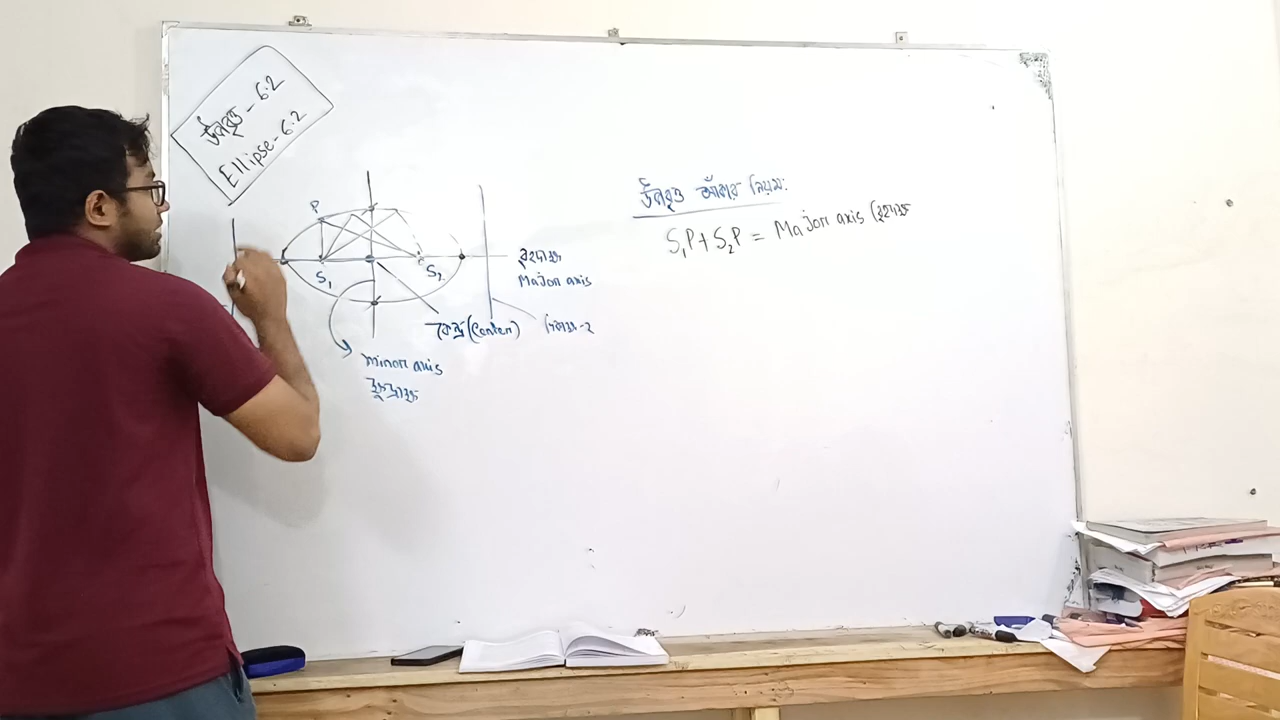 উপবৃত্ত - 6.2
Ellipse - 6.2
P
S₁
S₂
বৃহদাক্ষ
Major axis
কেন্দ্র (Center)
নিয়ামক-২
minor axis
ক্ষুদ্রাক্ষ
উপবৃত্ত আঁকার নিয়ম:
S₁P + S₂P = Major axis (বৃহদাক্ষ